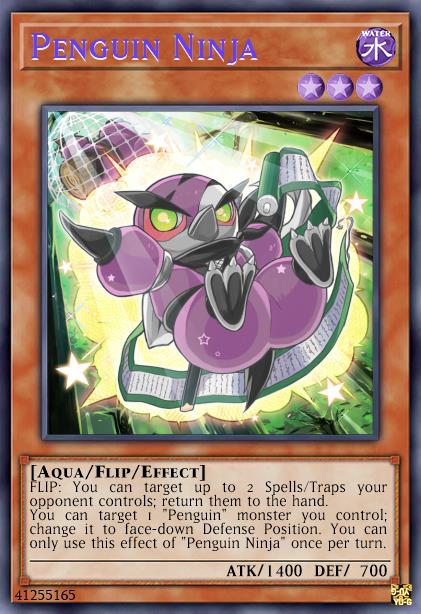 Penguin Ninja
WATER
水
[Aqua/Flip/Effect]
FLIP: You can target up to 2 Spells/Traps your
opponent controls; return them to the hand.
You can target 1 "Penguin" monster you control;
change it to face-down Defense Position. You can
only use this effect of "Penguin Ninja" once per turn.
ATK/1400 DEF/ 700
41255165